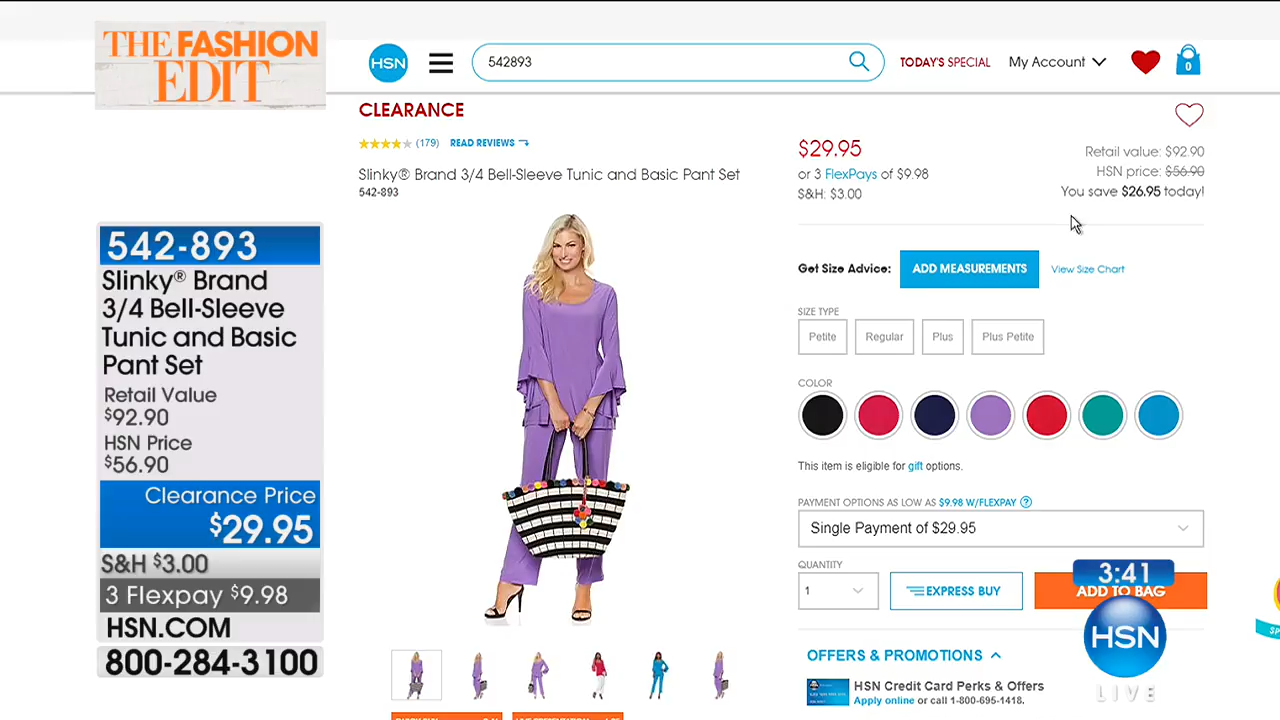 THE FASHION
EDIT
HSN
542893
TODAY'S SPECIAL
My Account
0
CLEARANCE
(179)
READ REVIEWS
Slinky® Brand 3/4 Bell-Sleeve Tunic and Basic Pant Set
542-893
$29.95
or 3 FlexPays of $9.98
S&H: $3.00
Retail value: $92.90
HSN price: $56.90
You save $26.95 today!
Get Size Advice:
ADD MEASUREMENTS
View Size Chart
SIZE TYPE
Petite
Regular
Plus
Plus Petite
COLOR
This item is eligible for gift options.
PAYMENT OPTIONS AS LOW AS $9.98 W/FLEXPAY ?
Single Payment of $29.95
QUANTITY
1
EXPRESS BUY
ADD TO BAG
OFFERS & PROMOTIONS
HSN Credit Card Perks & Offers
Apply online or call 1-800-695-1418.
542-893
Slinky® Brand
3/4 Bell-Sleeve
Tunic and Basic
Pant Set
Retail Value
$92.90
HSN Price
$56.90
Clearance Price
$29.95
S&H $3.00
3 Flexpay $9.98
HSN.COM
800-284-3100
3:41
HSN
LIVE